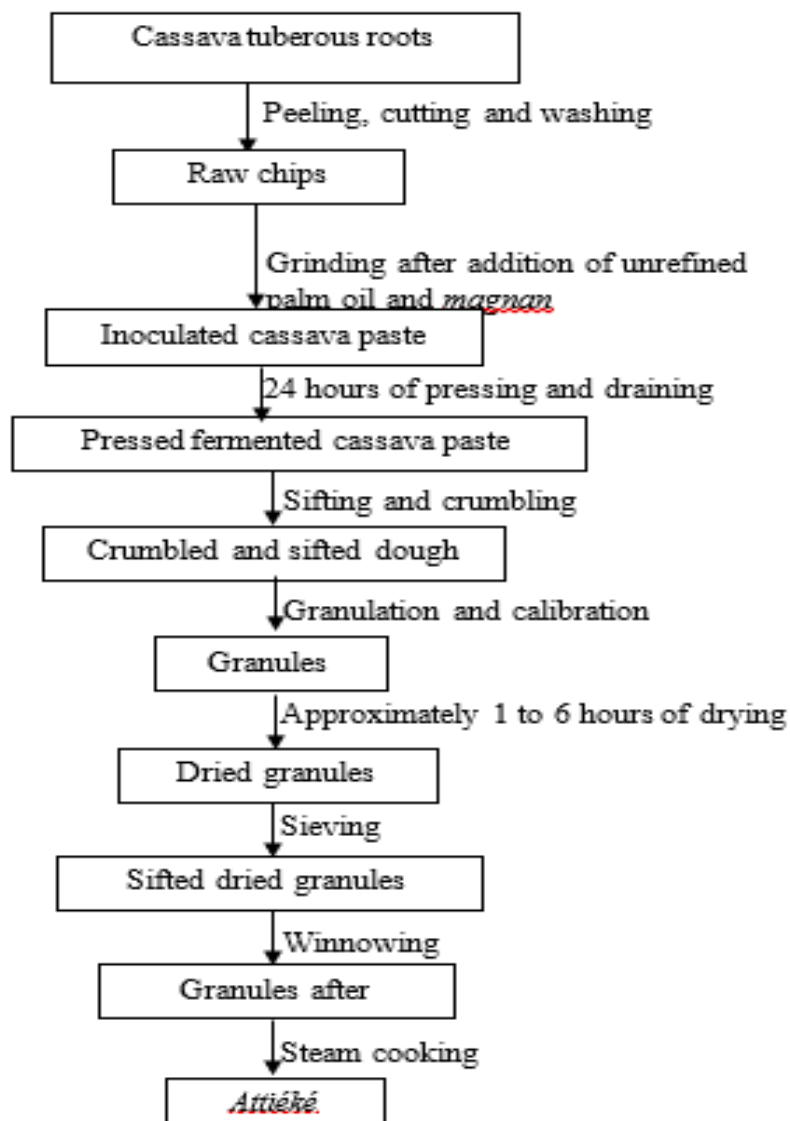 Cassava tuberous roots
Peeling, cutting and washing
Raw chips
Grinding after addition of unrefined
palm oil and magnan
Inoculated cassava paste
24 hours of pressing and draining
Pressed fermented cassava paste
Sifting and crumbling
Crumbled and sifted dough
Granulation and calibration
Granules
Approximately 1 to 6 hours of drying
Dried granules
Sieving
Sifted dried granules
Winnowing
Granules after
Steam cooking
Attiéké